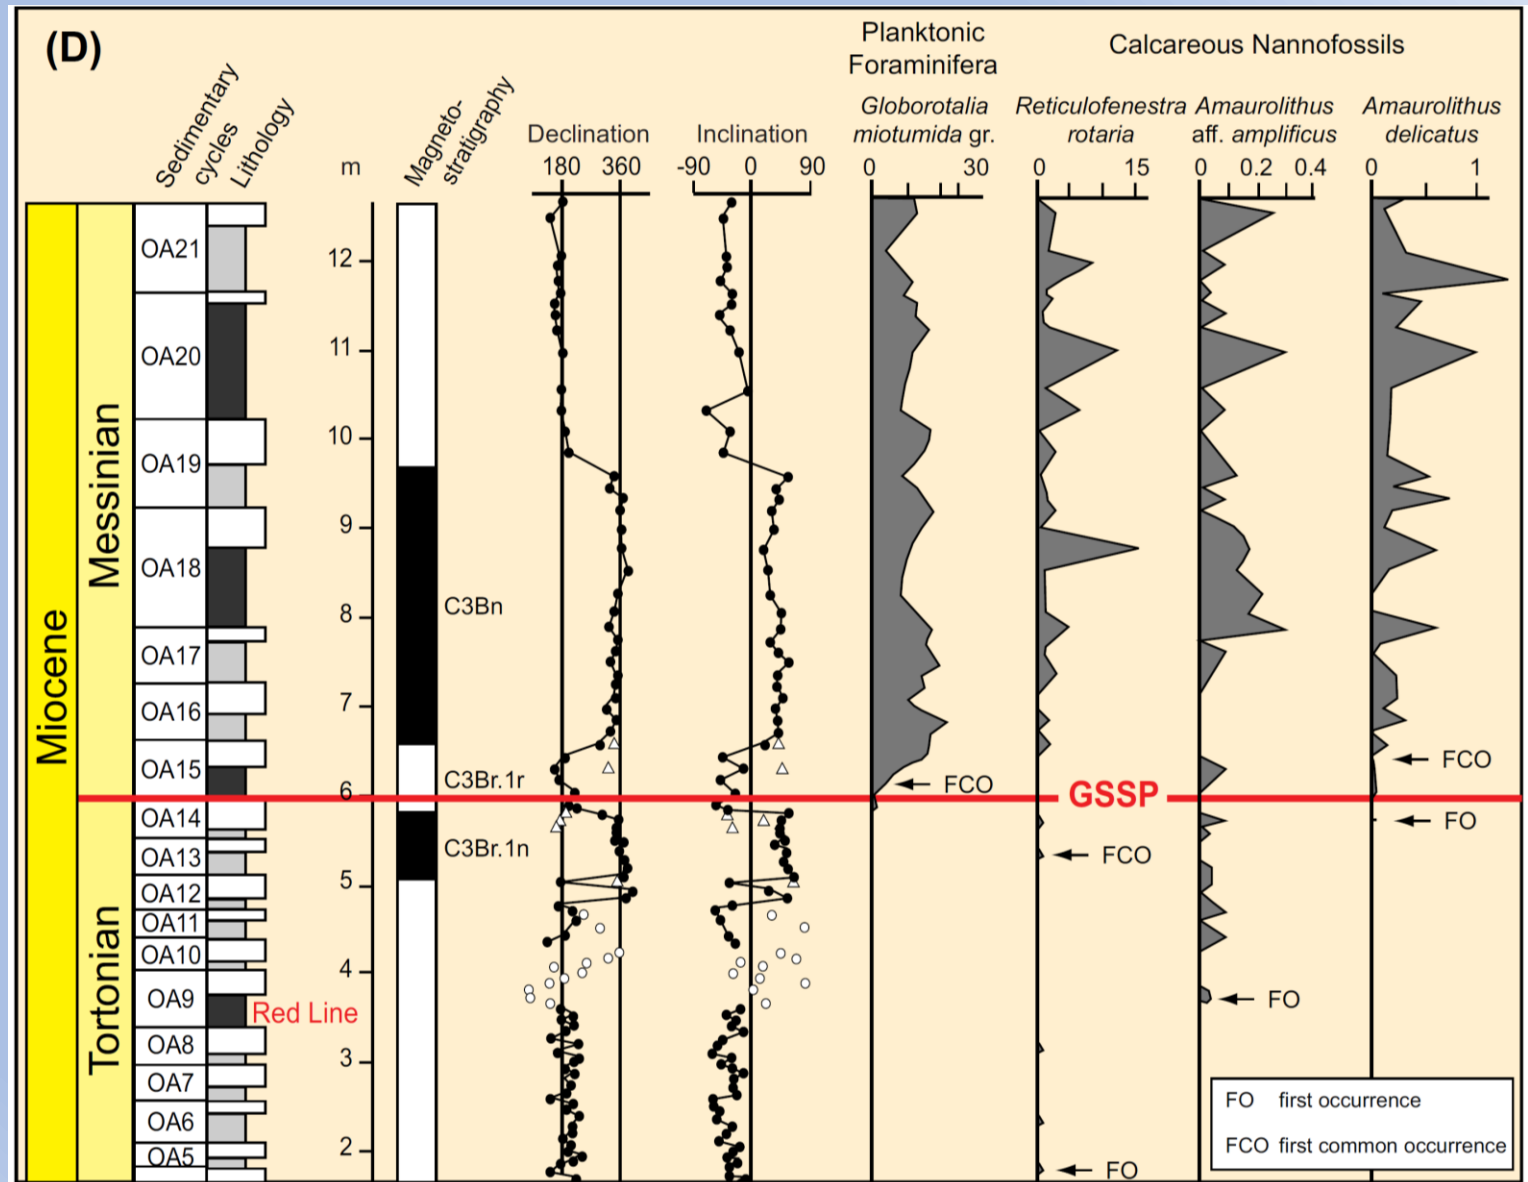 (D)
Sedimentary
cycles
Lithology
m
Magneto-
stratigraphy
Declination
180 360
Inclination
-90 0 90
Planktonic
Foraminifera
Globorotalia
miotumida gr.
0 30
Calcareous Nannofossils
Reticulofenestra
rotaria
0 15
Amaurolithus
aff. amplificus
0 0.2 0.4
Amaurolithus
delicatus
0 1
Miocene
Messinian
Tortonian
OA21
OA20
OA19
OA18
OA17
OA16
OA15
OA14
OA13
OA12
OA11
OA10
OA9
OA8
OA7
OA6
OA5
Red Line
12
11
10
9
8
7
6
5
4
3
2
C3Bn
C3Br.1r
C3Br.1n
FCO
GSSP
FCO
FO
FCO
FO
FO
FO first occurrence
FCO first common occurrence